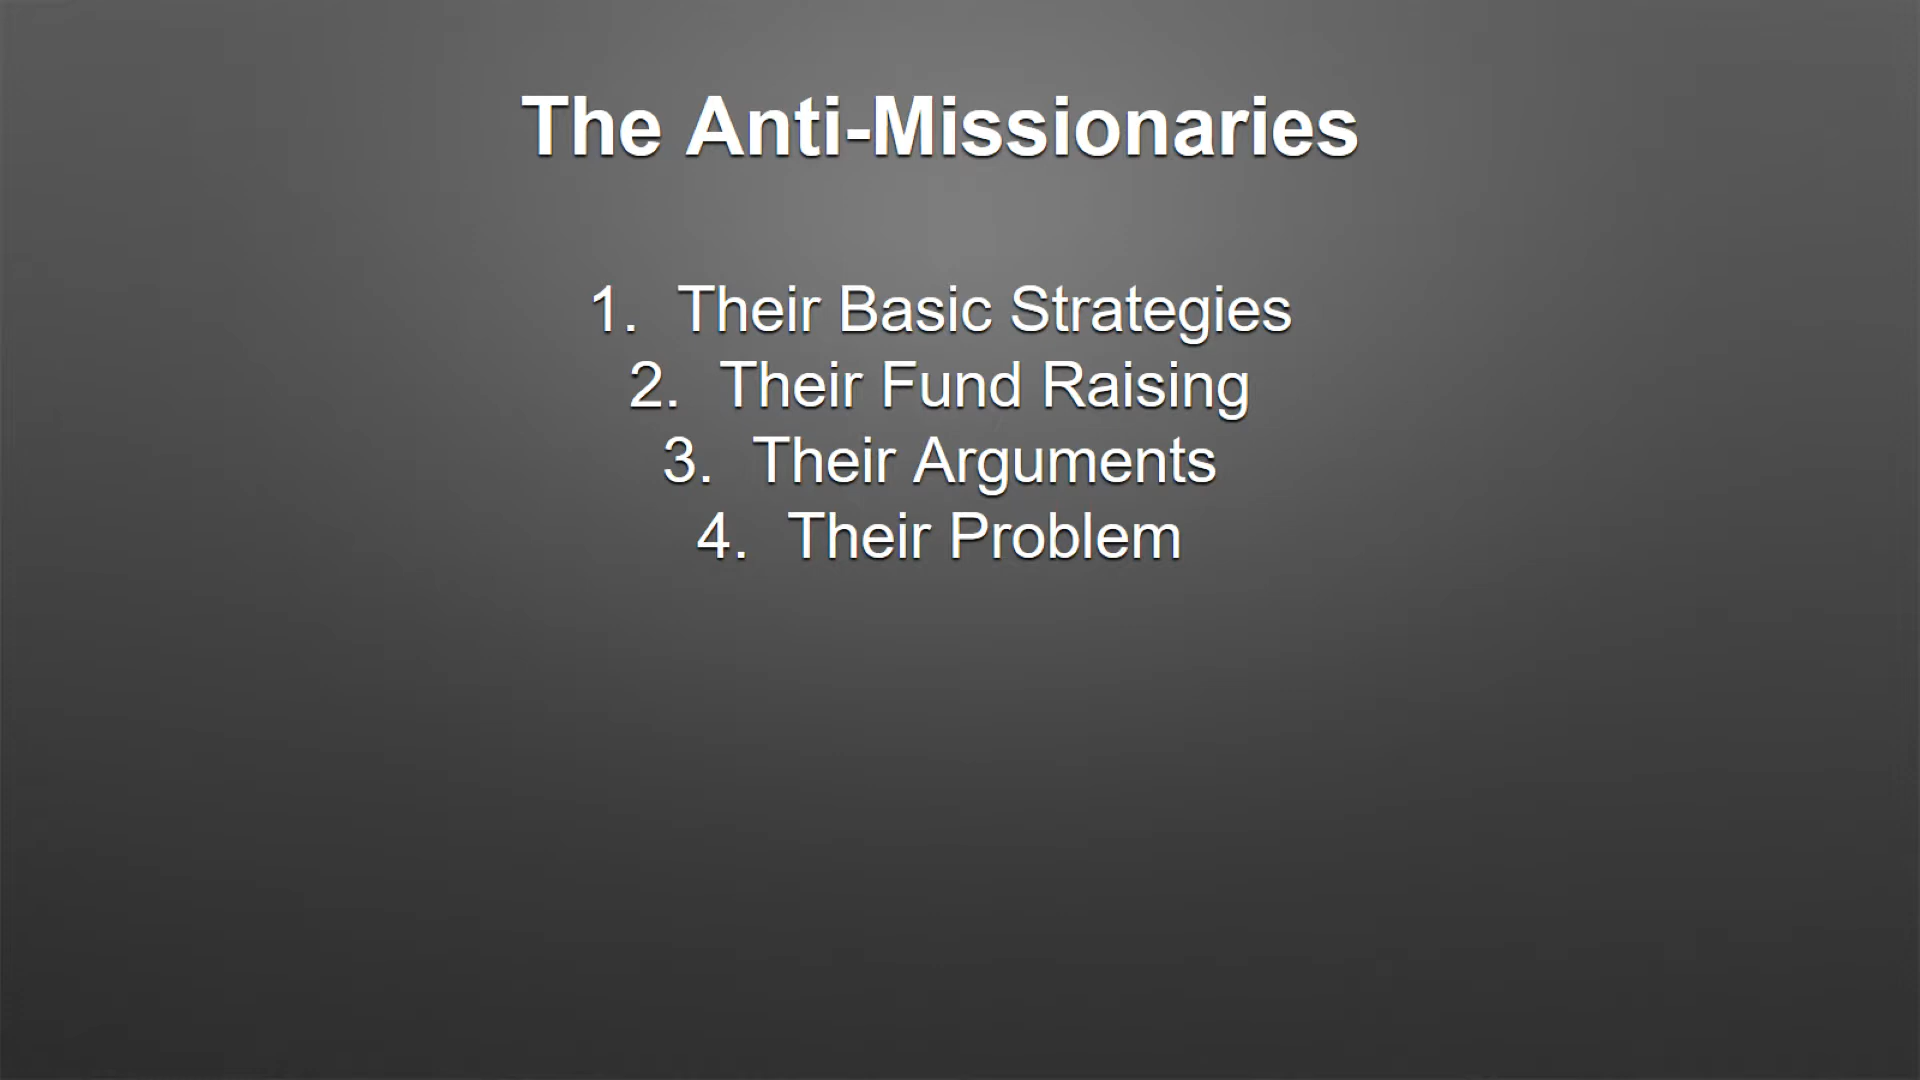 The Anti-Missionaries
1. Their Basic Strategies
2. Their Fund Raising
3. Their Arguments
4. Their Problem